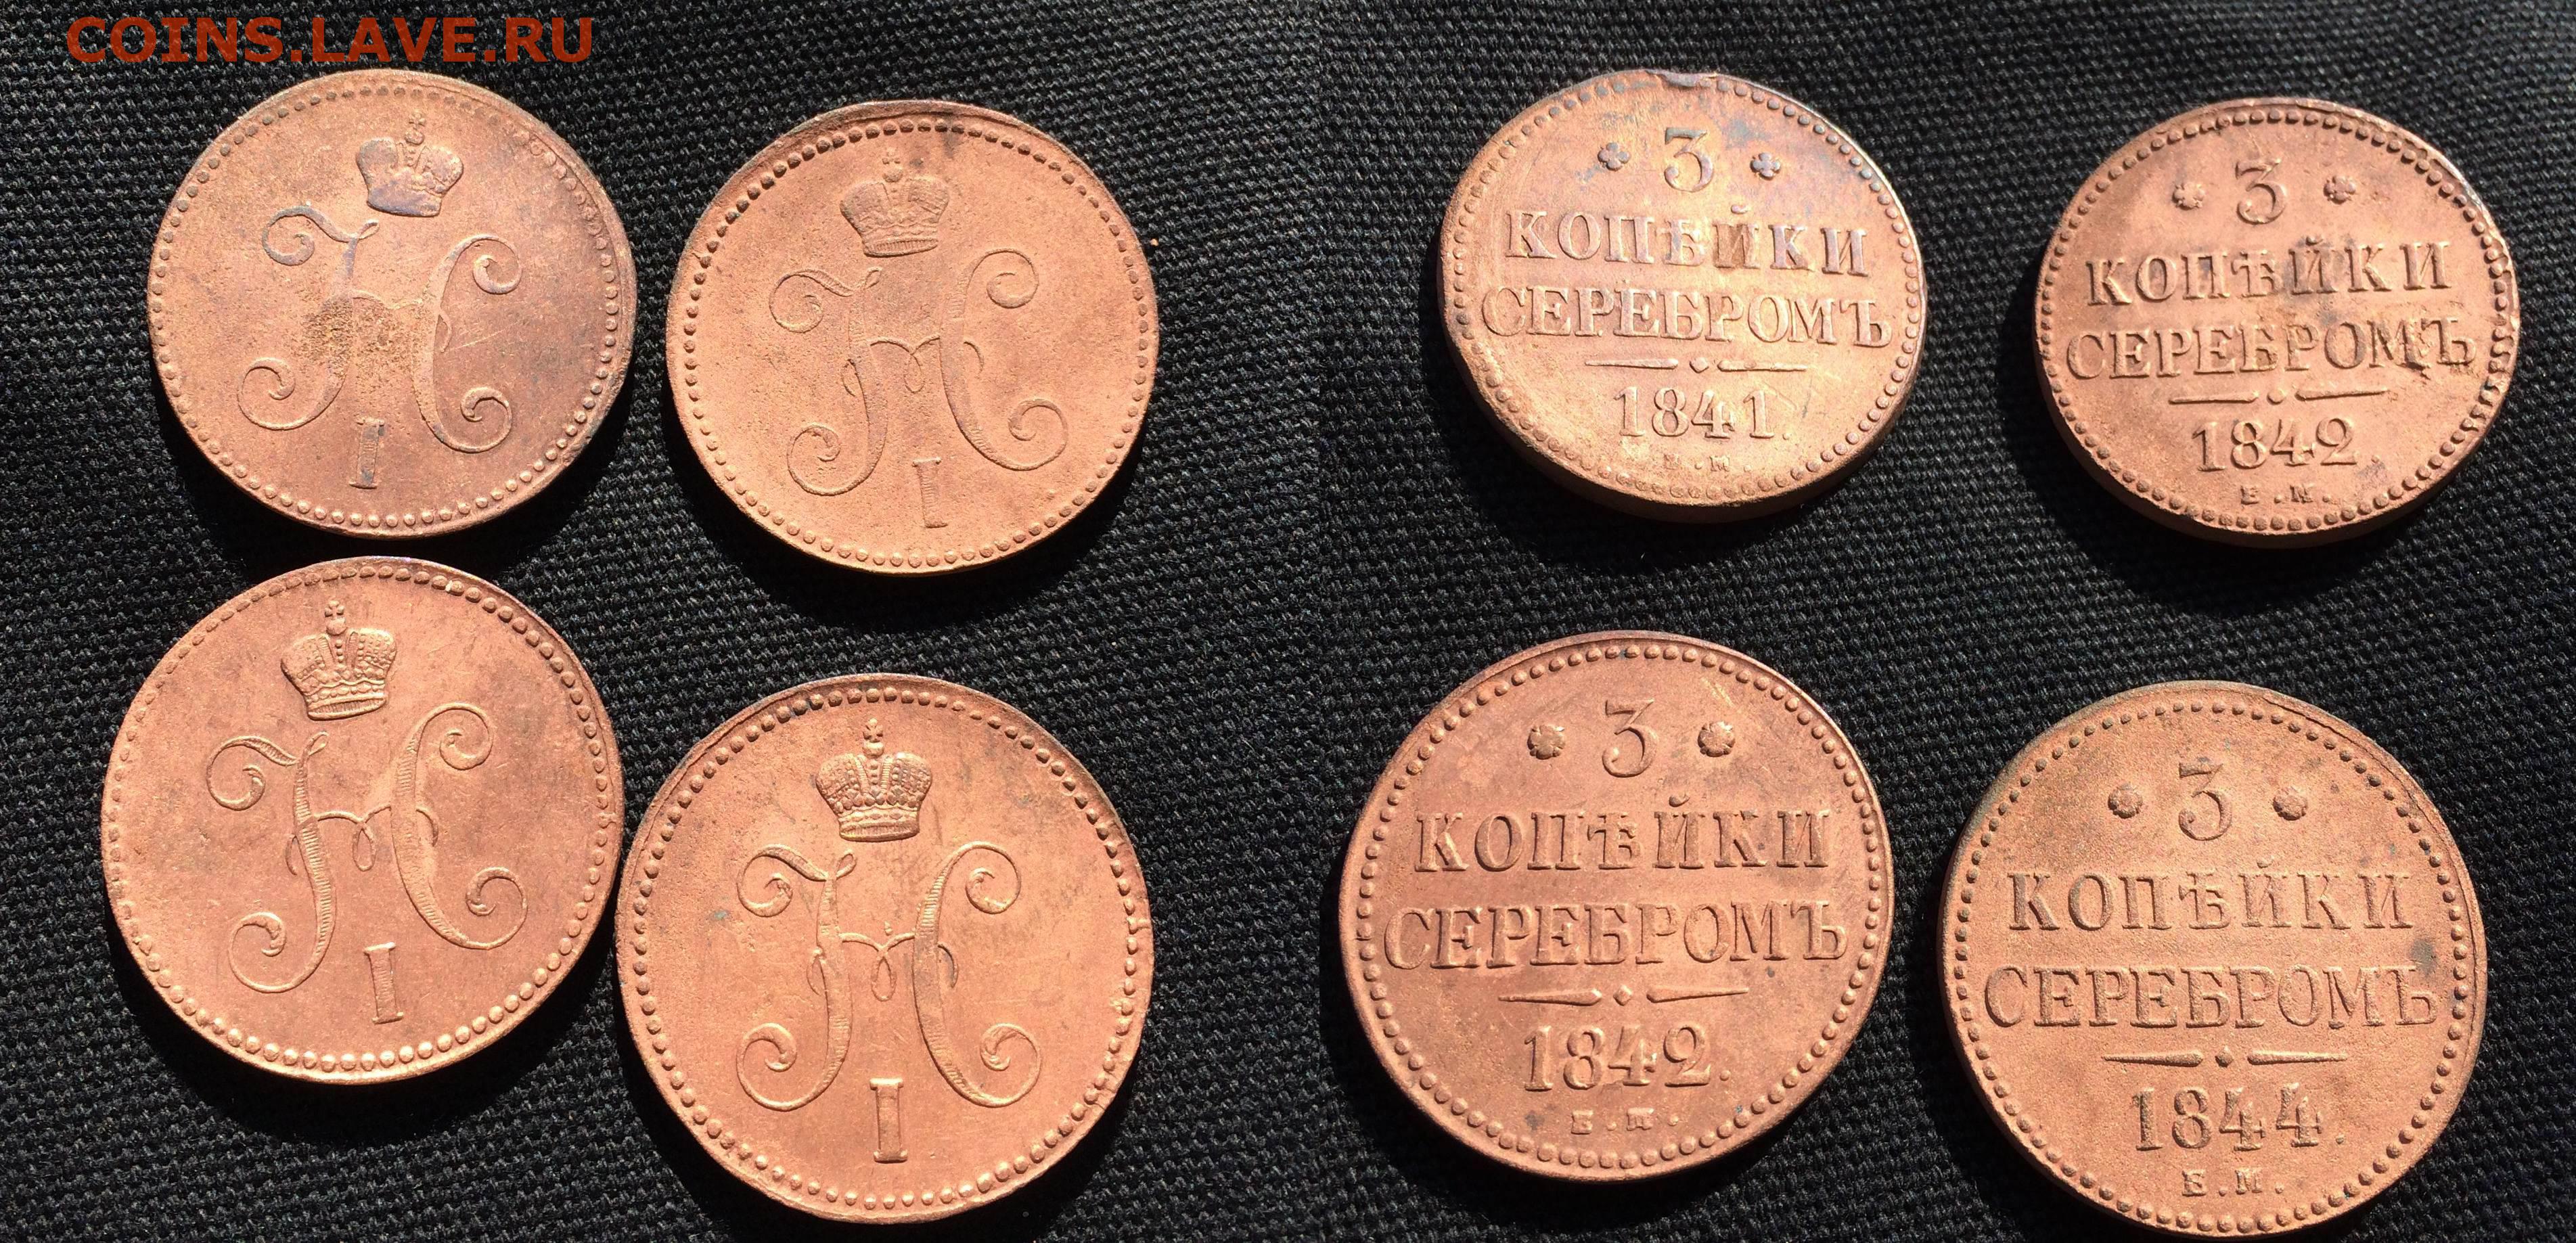 COINS.LAVE.RU
I
I
I
I
3
КОПѢЙКИ
СЕРЕБРОМЪ
1841.
Е.М.
3
КОПѢЙКИ
СЕРЕБРОМЪ
1842
Е.М.
3
КОПѢЙКИ
СЕРЕБРОМЪ
1842.
Е.М.
3
КОПѢЙКИ
СЕРЕБРОМЪ
1844.
Е.М.